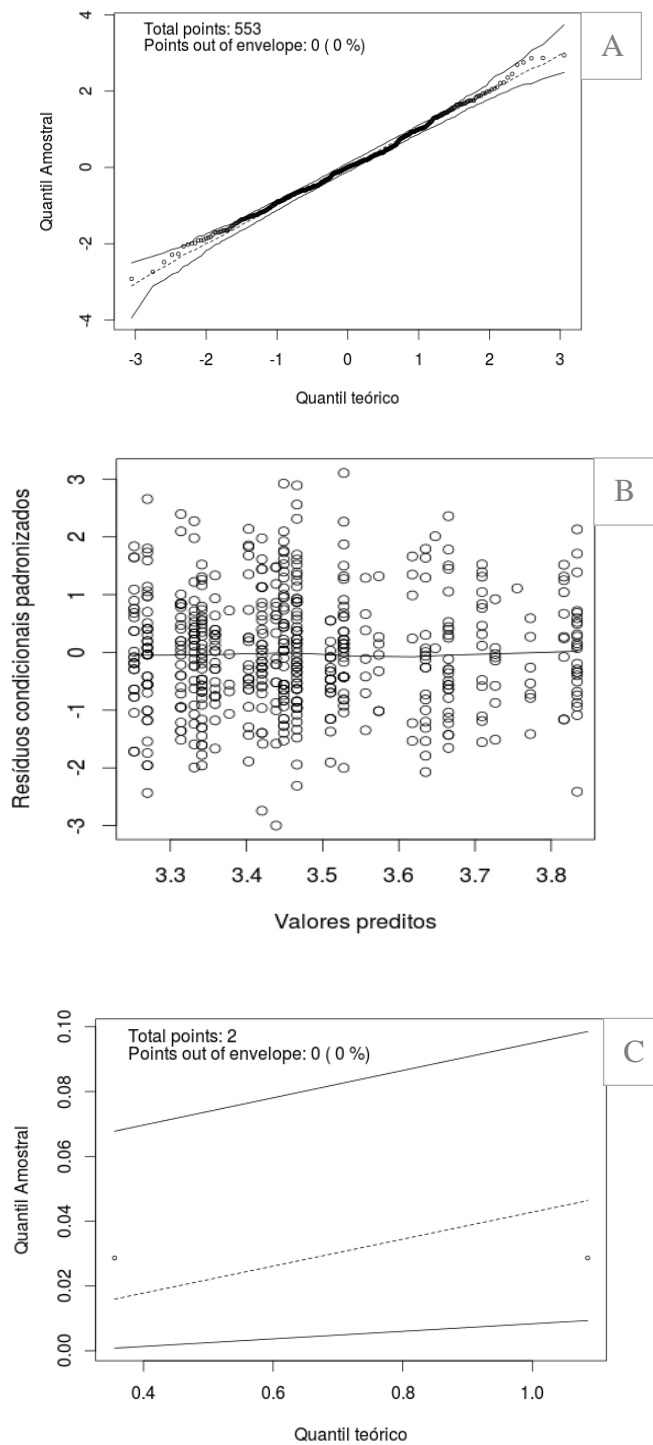 Total points: 553
Points out of envelope: 0 ( 0 %)
A
Quantil Amostral
4
2
0
-2
-4
-3
-2
-1
0
1
2
3
Quantil teórico
B
Resíduos condicionais padronizados
3
2
1
0
-1
-2
-3
3.3
3.4
3.5
3.6
3.7
3.8
Valores preditos
Total points: 2
Points out of envelope: 0 ( 0 %)
C
Quantil Amostral
0.10
0.08
0.06
0.04
0.02
0.00
0.4
0.6
0.8
1.0
Quantil teórico